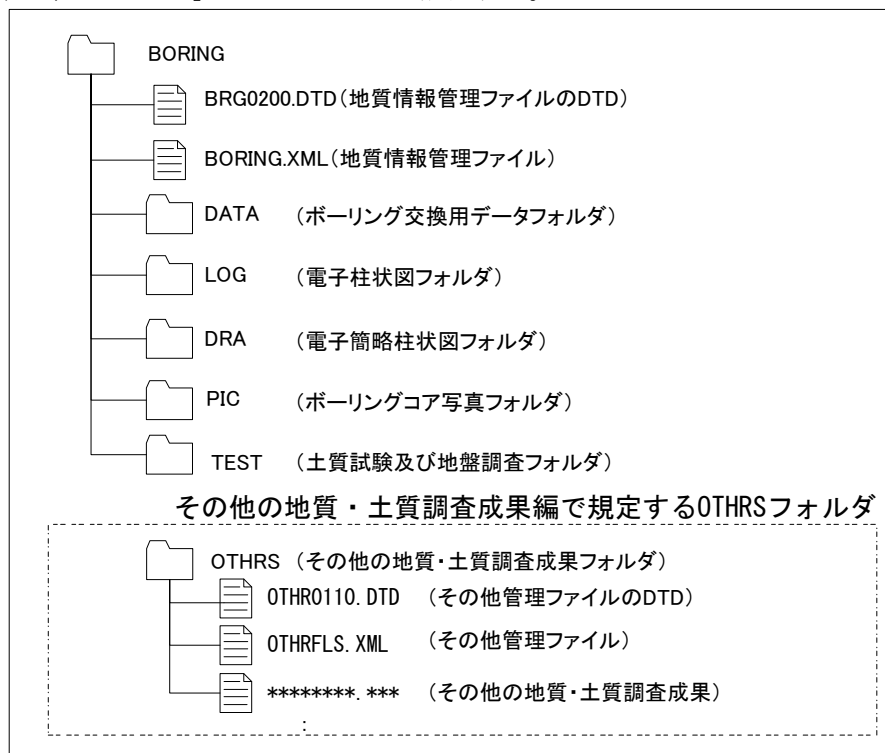 BORING
BRG0200.DTD（地質情報管理ファイルのDTD）
BORING.XML（地質情報管理ファイル）
DATA （ボーリング交換用データフォルダ）
LOG （電子柱状図フォルダ）
DRA （電子簡略柱状図フォルダ）
PIC （ボーリングコア写真フォルダ）
TEST （土質試験及び地盤調査フォルダ）
その他の地質・土質調査成果編で規定するOTHRSフォルダ
OTHRS （その他の地質・土質調査成果フォルダ）
OTHR0110.DTD （その他管理ファイルのDTD）
OTHRFLS.XML （その他管理ファイル）
********.*** （その他の地質・土質調査成果）
: